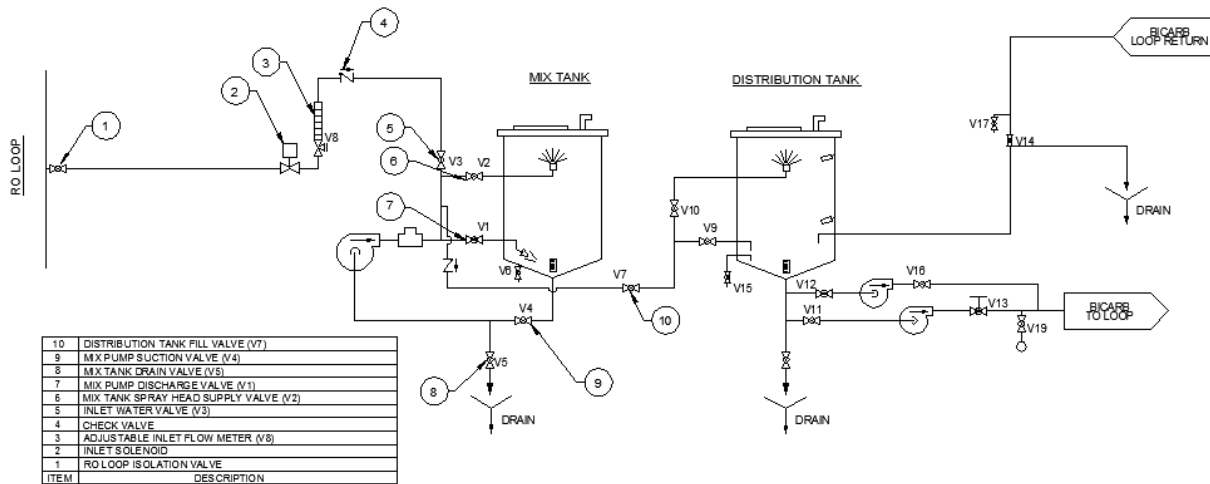 4
BICARB
LOOP RETURN
3
MIX TANK
DISTRIBUTION TANK
2
V17
1
V8
5
V14
V3
V2
6
RO LOOP
DRAIN
7
V10
V1
V9
V6
V7
V15
V12
V16
V4
10
V11
V13
BICARB
TO LOOP
V19
V5
8
9
DRAIN
DRAIN
10 DISTRIBUTION TANK FILL VALVE (V7)
9 MIX PUMP SUCTION VALVE (V4)
8 MIX TANK DRAIN VALVE (V5)
7 MIX PUMP DISCHARGE VALVE (V1)
6 MIX TANK SPRAY HEAD SUPPLY VALVE (V2)
5 INLET WATER VALVE (V3)
4 CHECK VALVE
3 ADJUSTABLE INLET FLOW METER (V8)
2 INLET SOLENOID
1 RO LOOP ISOLATION VALVE
ITEM DESCRIPTION